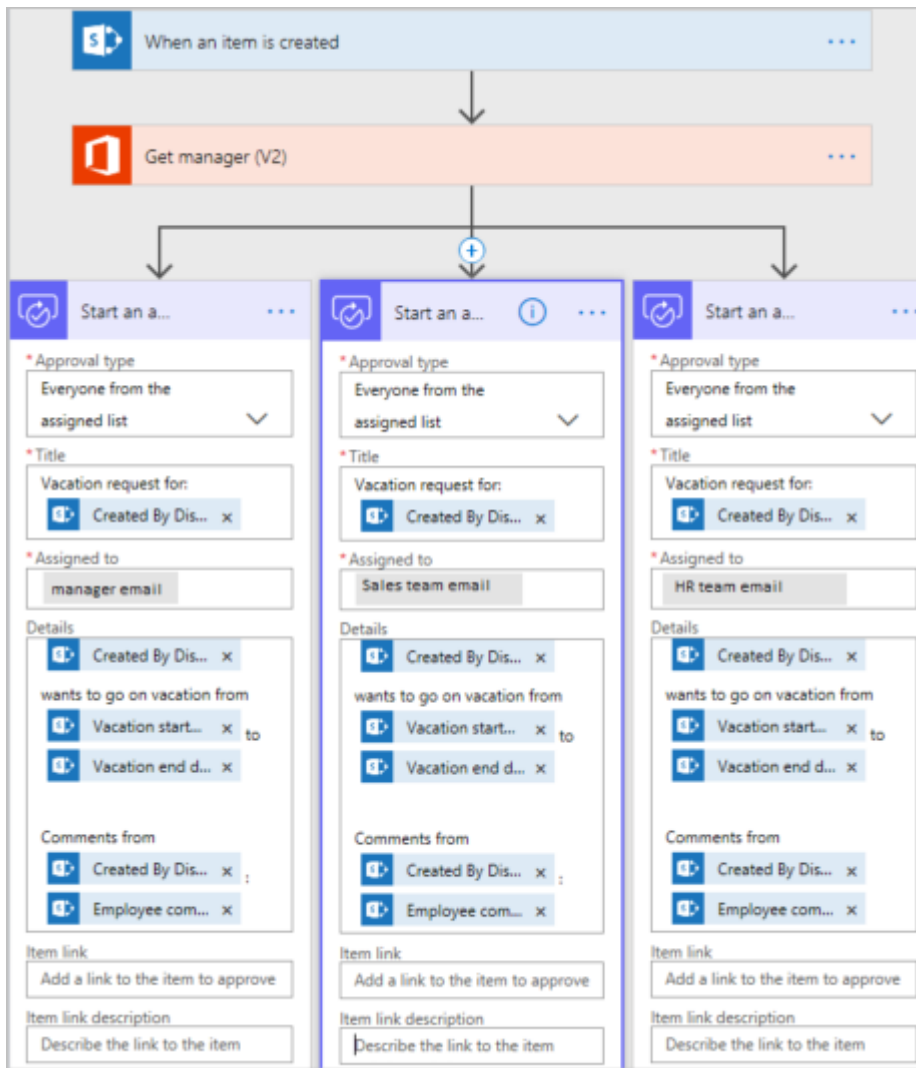 When an item is created
Get manager (V2)
Start an a...
* Approval type
Everyone from the
assigned list
* Title
Vacation request for:
Created By Dis... x
* Assigned to
manager email
Details
Created By Dis... x
wants to go on vacation from
Vacation start... x to
Vacation end d... x
Comments from
Created By Dis... x :
Employee com... x
Item link
Add a link to the item to approve
Item link description
Describe the link to the item
Start an a...
* Approval type
Everyone from the
assigned list
* Title
Vacation request for:
Created By Dis... x
* Assigned to
Sales team email
Details
Created By Dis... x
wants to go on vacation from
Vacation start... x to
Vacation end d... x
Comments from
Created By Dis... x :
Employee com... x
Item link
Add a link to the item to approve
Item link description
Describe the link to the item
Start an a...
* Approval type
Everyone from the
assigned list
* Title
Vacation request for:
Created By Dis... x
* Assigned to
HR team email
Details
Created By Dis... x
wants to go on vacation from
Vacation start... x to
Vacation end d... x
Comments from
Created By Dis... x :
Employee com... x
Item link
Add a link to the item to approve
Item link description
Describe the link to the item